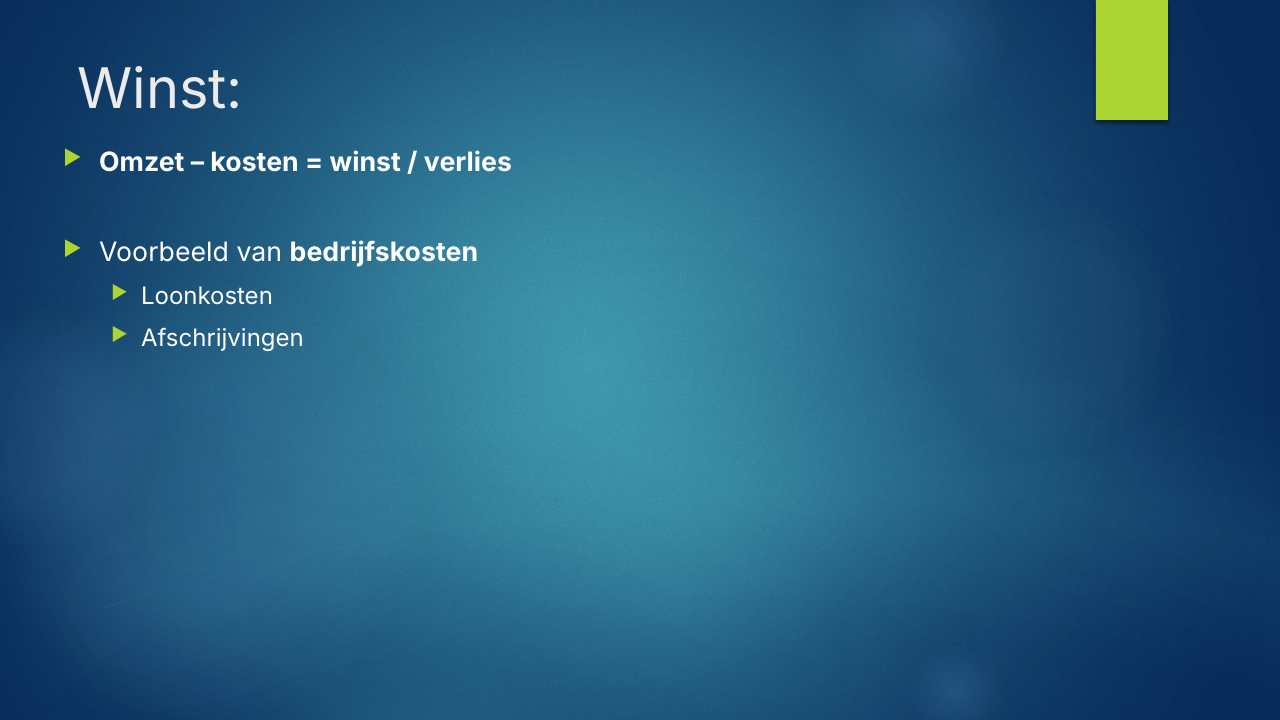 Winst:
Omzet – kosten = winst / verlies
Voorbeeld van bedrijfskosten
Loonkosten
Afschrijvingen